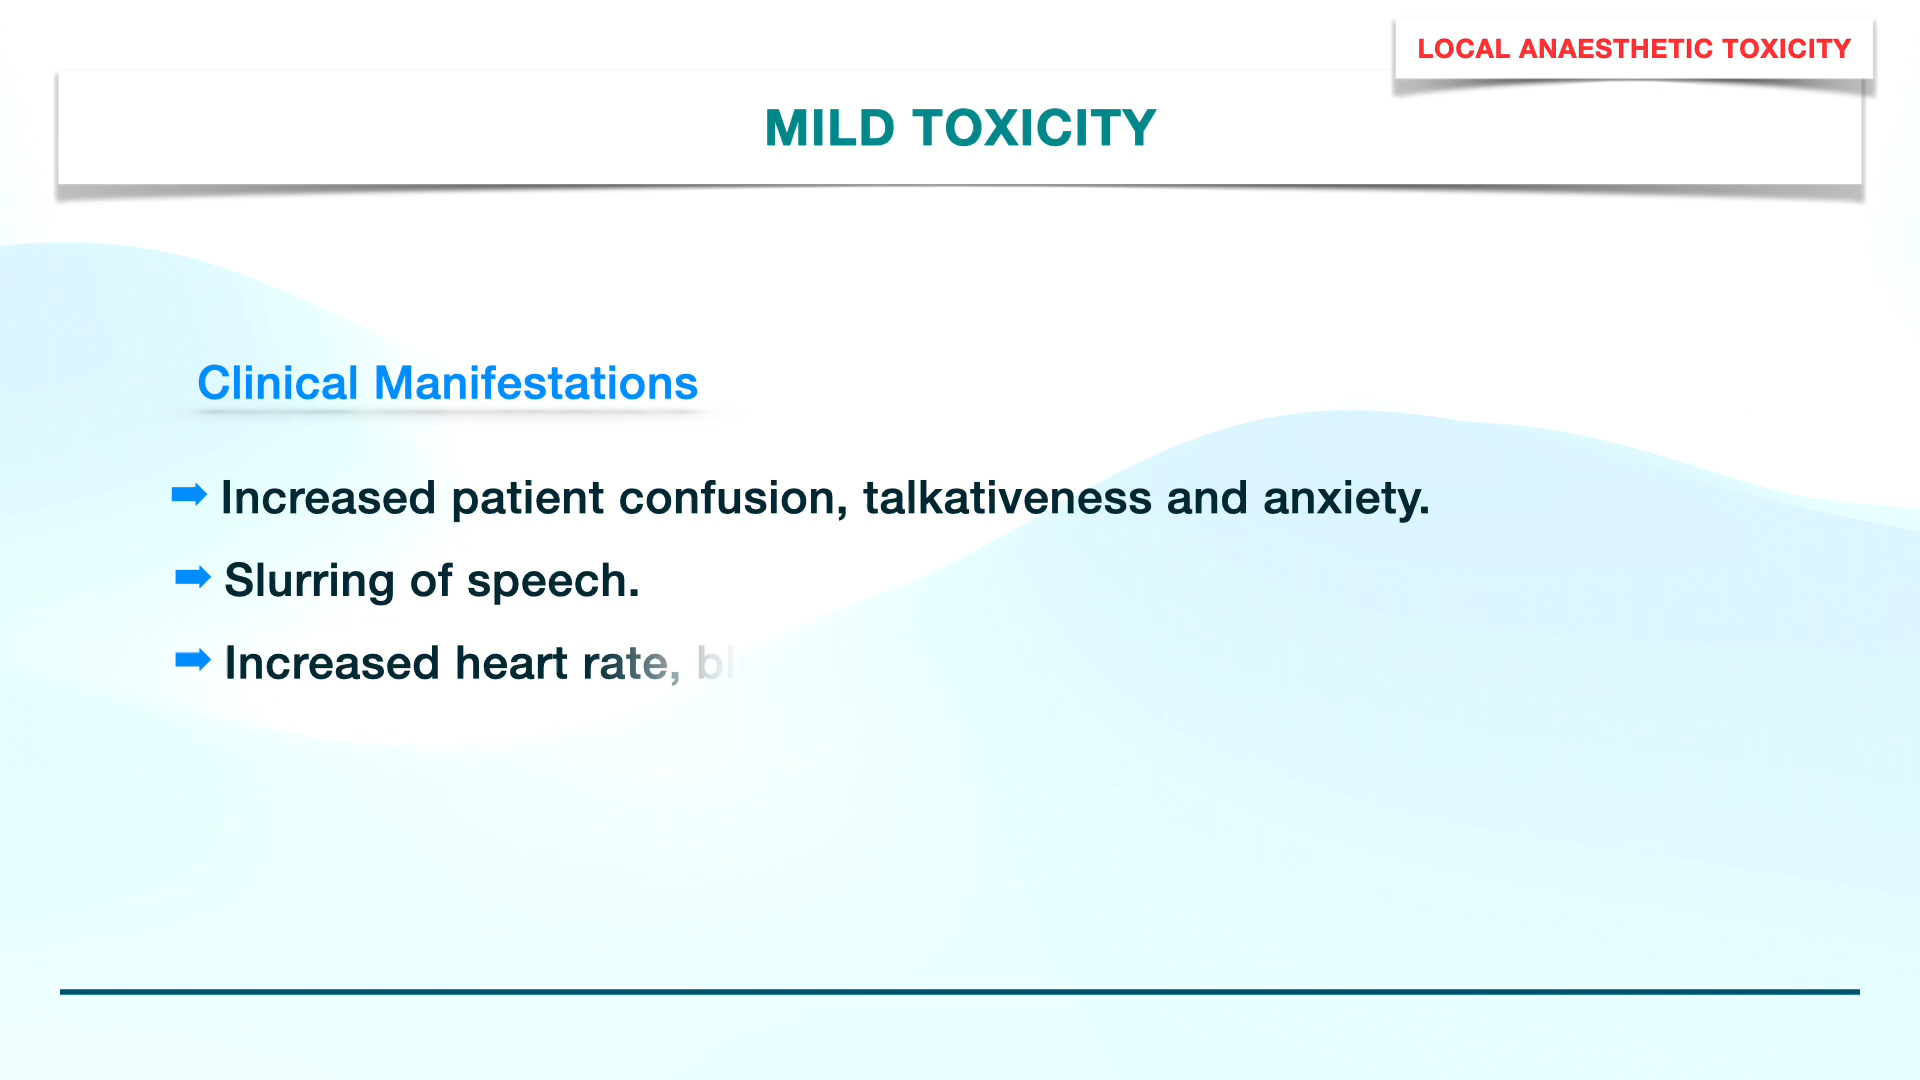 LOCAL ANAESTHETIC TOXICITY
MILD TOXICITY
Clinical Manifestations
Increased patient confusion, talkativeness and anxiety.
Slurring of speech.
Increased heart rate,